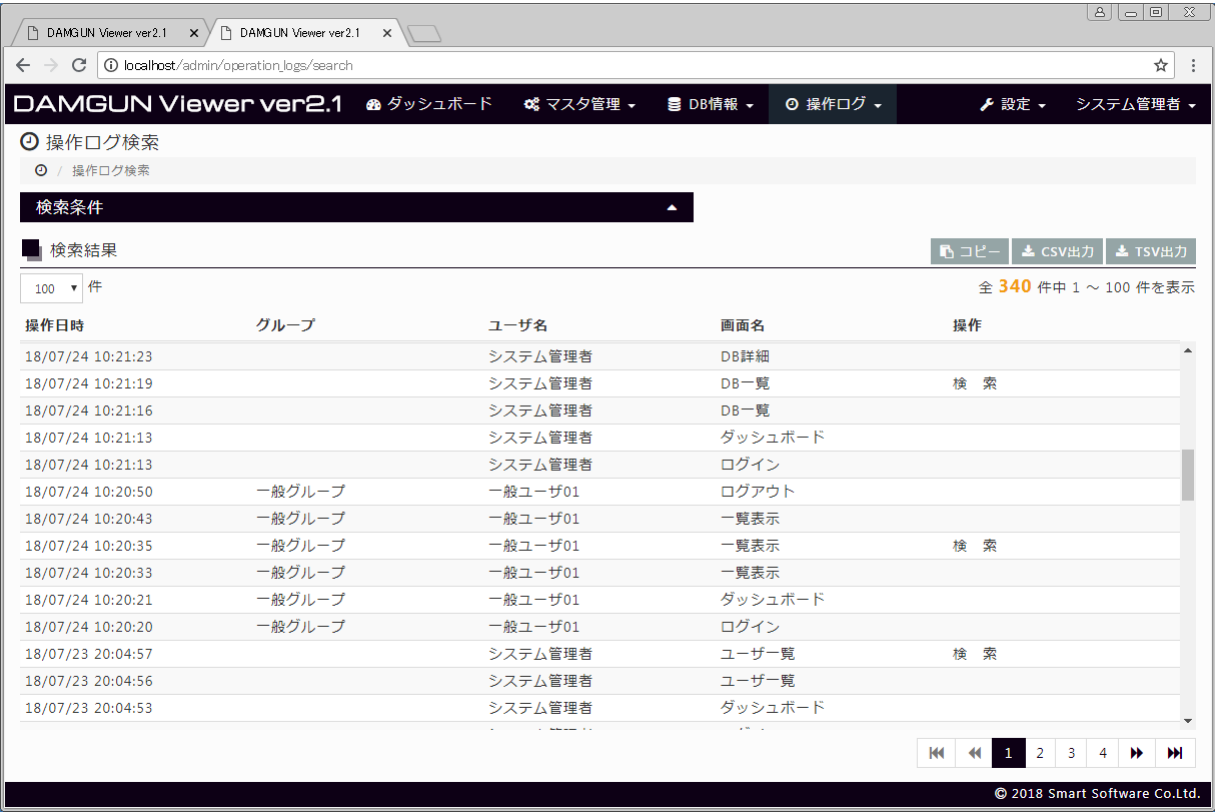 DAMGUN Viewer ver2.1 DAMGUN Viewer ver2.1
localhost/admin/operation_logs/search
DAMGUN Viewer ver2.1 ダッシュボード マスタ管理 DB情報 操作ログ 設定 システム管理者
操作ログ検索
/ 操作ログ検索
検索条件
検索結果 コピー CSV出力 TSV出力
100 件 全 340 件中 1 ～ 100 件を表示
操作日時 グループ ユーザ名 画面名 操作
18/07/24 10:21:23 システム管理者 DB詳細
18/07/24 10:21:19 システム管理者 DB一覧 検　索
18/07/24 10:21:16 システム管理者 DB一覧
18/07/24 10:21:13 システム管理者 ダッシュボード
18/07/24 10:21:13 システム管理者 ログイン
18/07/24 10:20:50 一般グループ 一般ユーザ01 ログアウト
18/07/24 10:20:43 一般グループ 一般ユーザ01 一覧表示
18/07/24 10:20:35 一般グループ 一般ユーザ01 一覧表示 検　索
18/07/24 10:20:33 一般グループ 一般ユーザ01 一覧表示
18/07/24 10:20:21 一般グループ 一般ユーザ01 ダッシュボード
18/07/24 10:20:20 一般グループ 一般ユーザ01 ログイン
18/07/23 20:04:57 システム管理者 ユーザ一覧 検　索
18/07/23 20:04:56 システム管理者 ユーザ一覧
18/07/23 20:04:53 システム管理者 ダッシュボード
1 2 3 4
© 2018 Smart Software Co.Ltd.